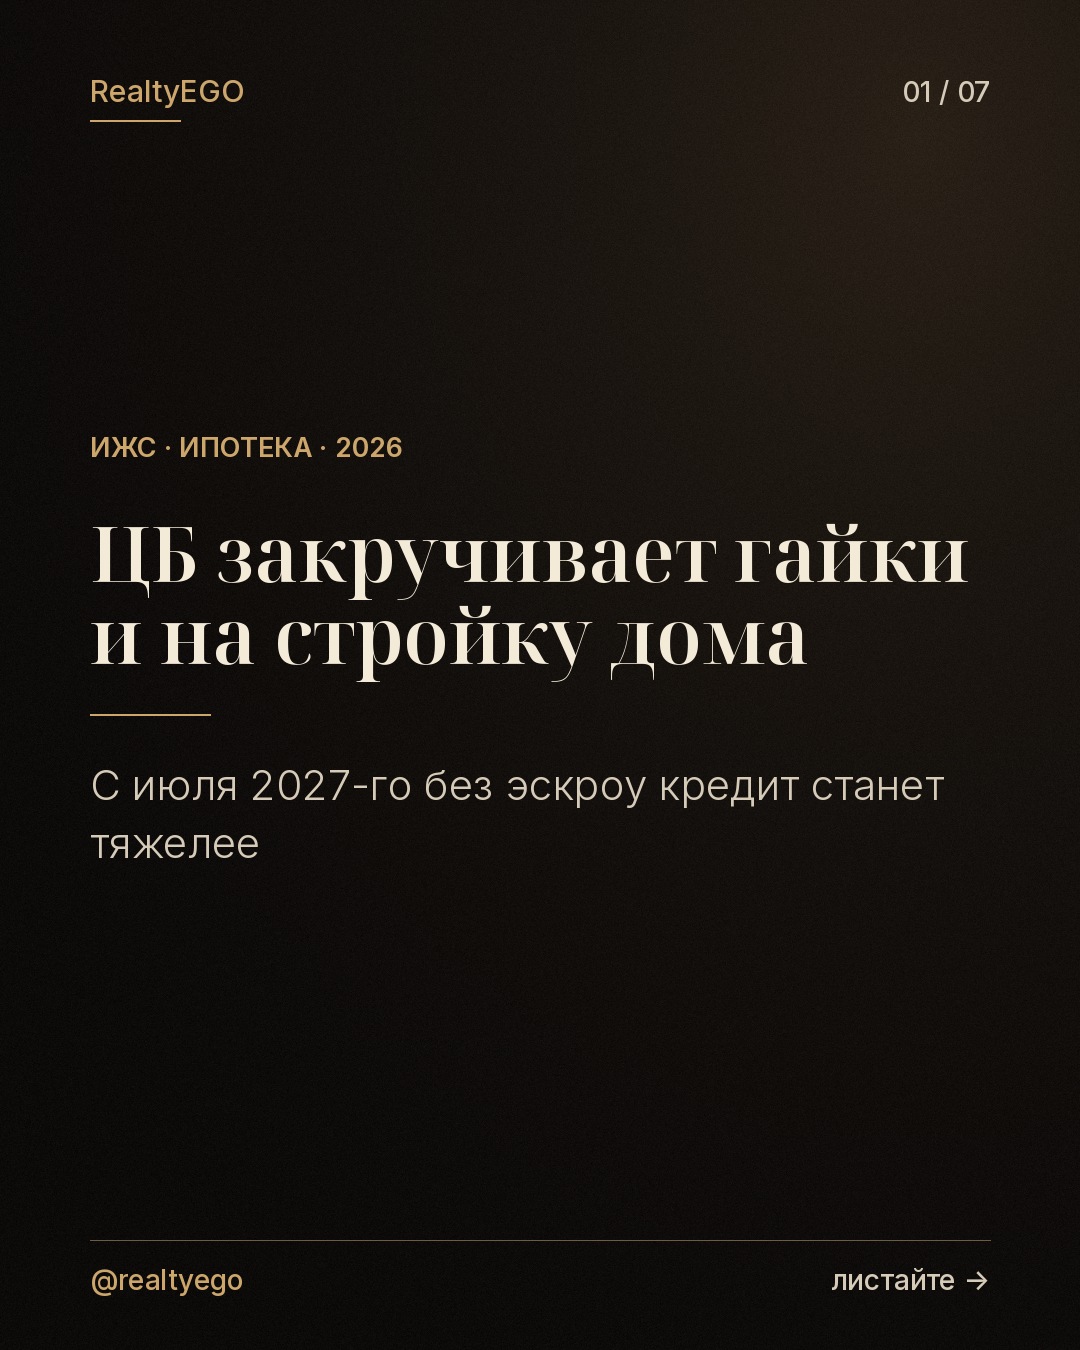 RealtyEGO
01 / 07
ИЖС · ИПОТЕКА · 2026
ЦБ закручивает гайки
и на стройку дома
С июля 2027-го без эскроу кредит станет
тяжелее
@realtyego
листайте →